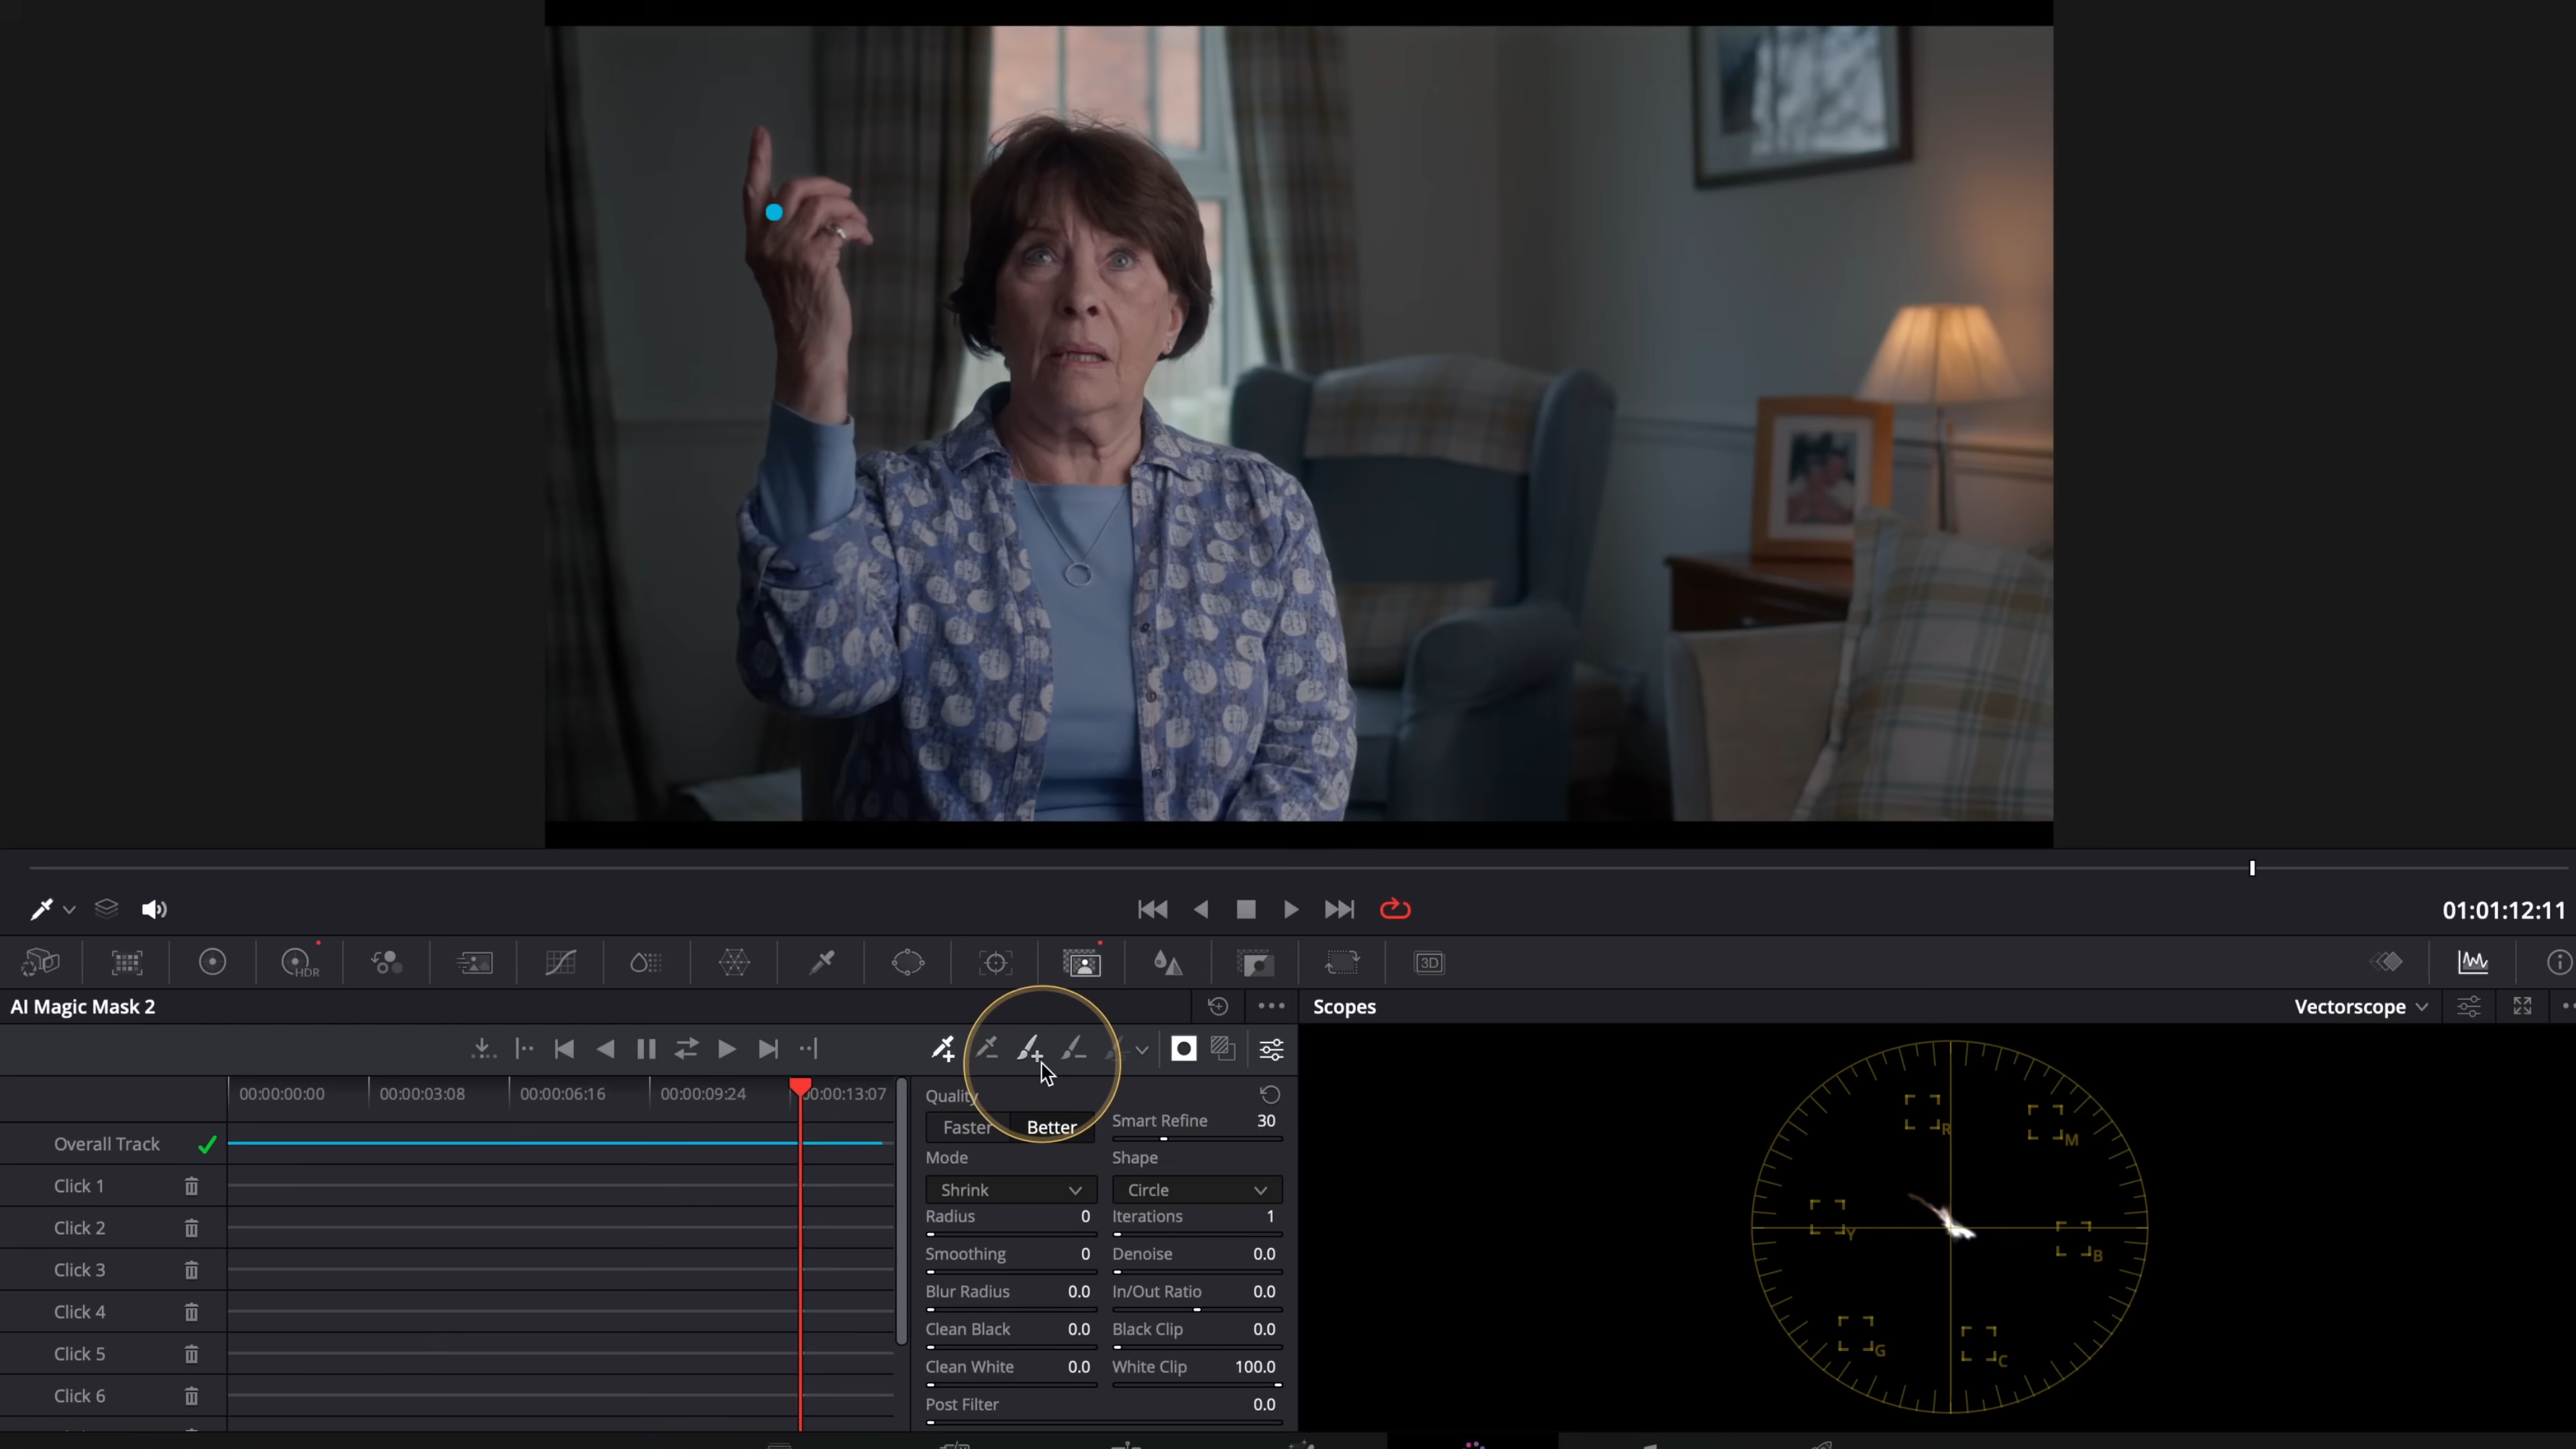 01:01:12:11
HDR
3D
AI Magic Mask 2
Scopes
Vectorscope
00:00:00:00
00:00:03:08
00:00:06:16
00:00:09:24
00:00:13:07
Quality
Faster
Better
Smart Refine
30
Overall Track
Mode
Shape
Click 1
Shrink
Circle
Radius
0
Iterations
1
Click 2
Smoothing
0
Denoise
0.0
Click 3
Blur Radius
0.0
In/Out Ratio
0.0
Click 4
Clean Black
0.0
Black Clip
0.0
Click 5
Clean White
0.0
White Clip
100.0
Click 6
Post Filter
0.0
R
M
Y
B
G
C